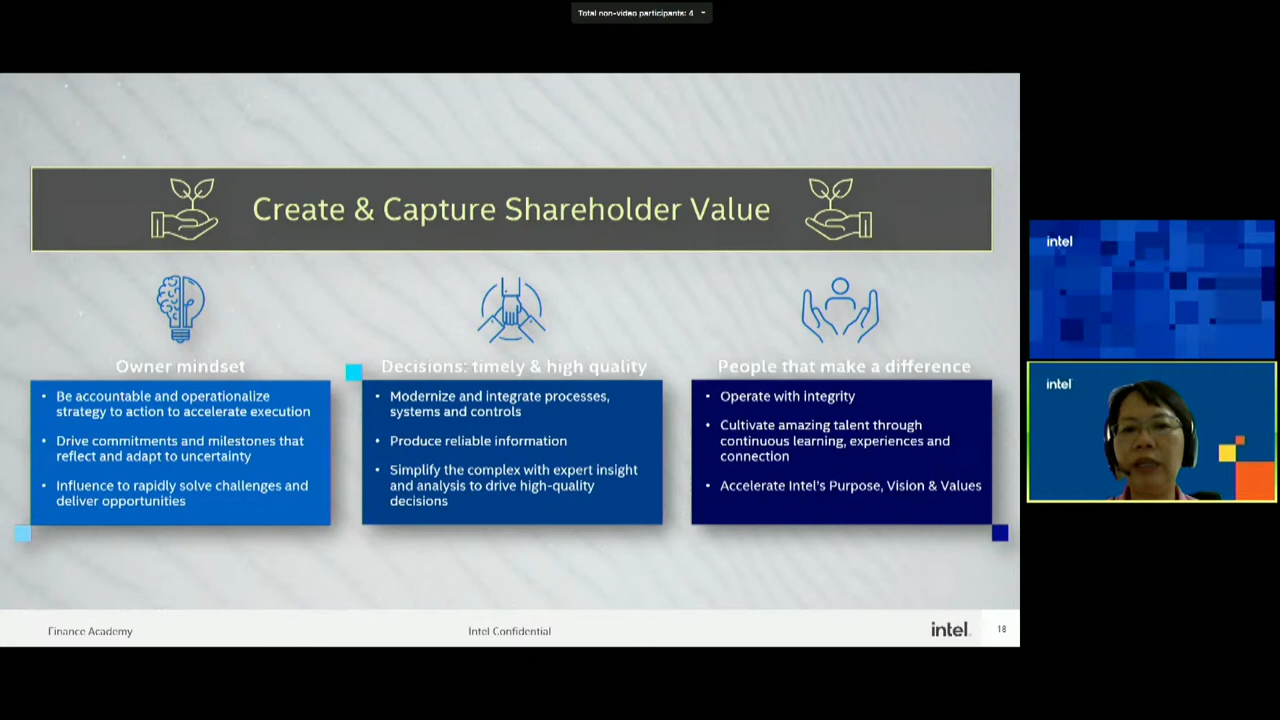 Total non-video participants: 4
Create & Capture Shareholder Value
Owner mindset
• Be accountable and operationalize
strategy to action to accelerate execution
• Drive commitments and milestones that
reflect and adapt to uncertainty
• Influence to rapidly solve challenges and
deliver opportunities
Decisions: timely & high quality
• Modernize and integrate processes,
systems and controls
• Produce reliable information
• Simplify the complex with expert insight
and analysis to drive high-quality
decisions
People that make a difference
• Operate with integrity
• Cultivate amazing talent through
continuous learning, experiences and
connection
• Accelerate Intel's Purpose, Vision & Values
Finance Academy
Intel Confidential
intel.
18
intel
intel